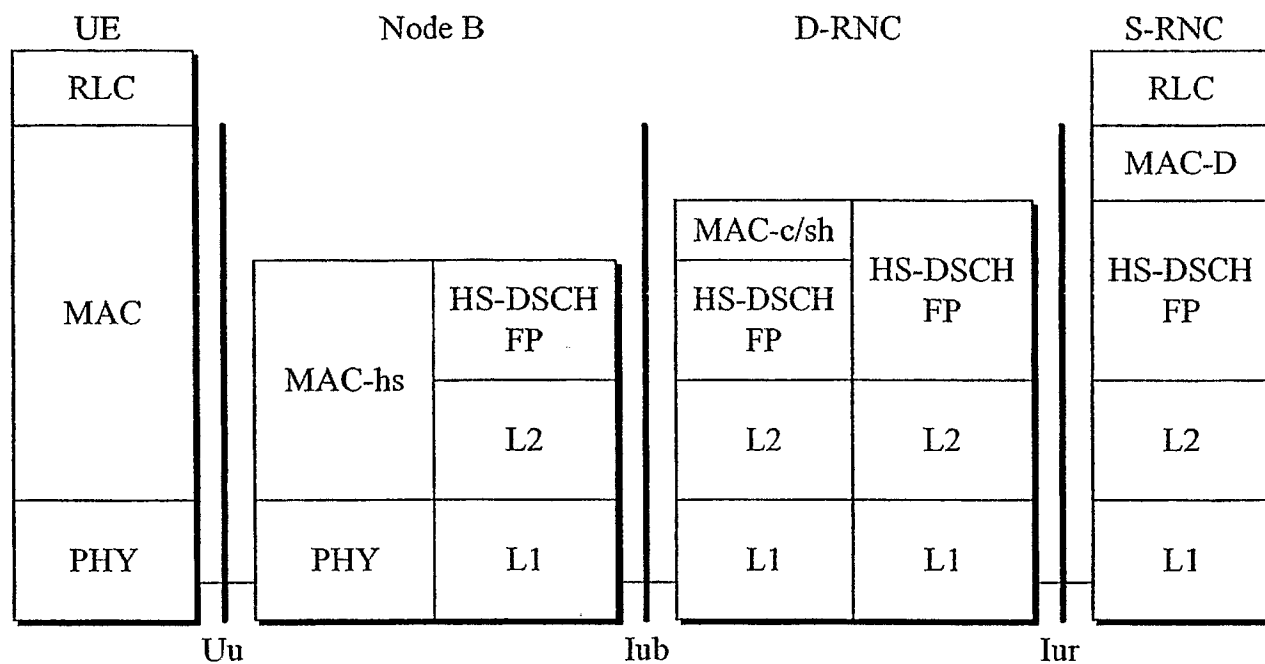 UE Node B D-RNC S-RNC
RLC RLC
MAC-D
MAC-c/sh
HS-DSCH FP
HS-DSCH FP
HS-DSCH FP
HS-DSCH FP
MAC
MAC-hs
L2 L2 L2 L2
PHY PHY L1 L1 L1 L1
Uu Iub Iur